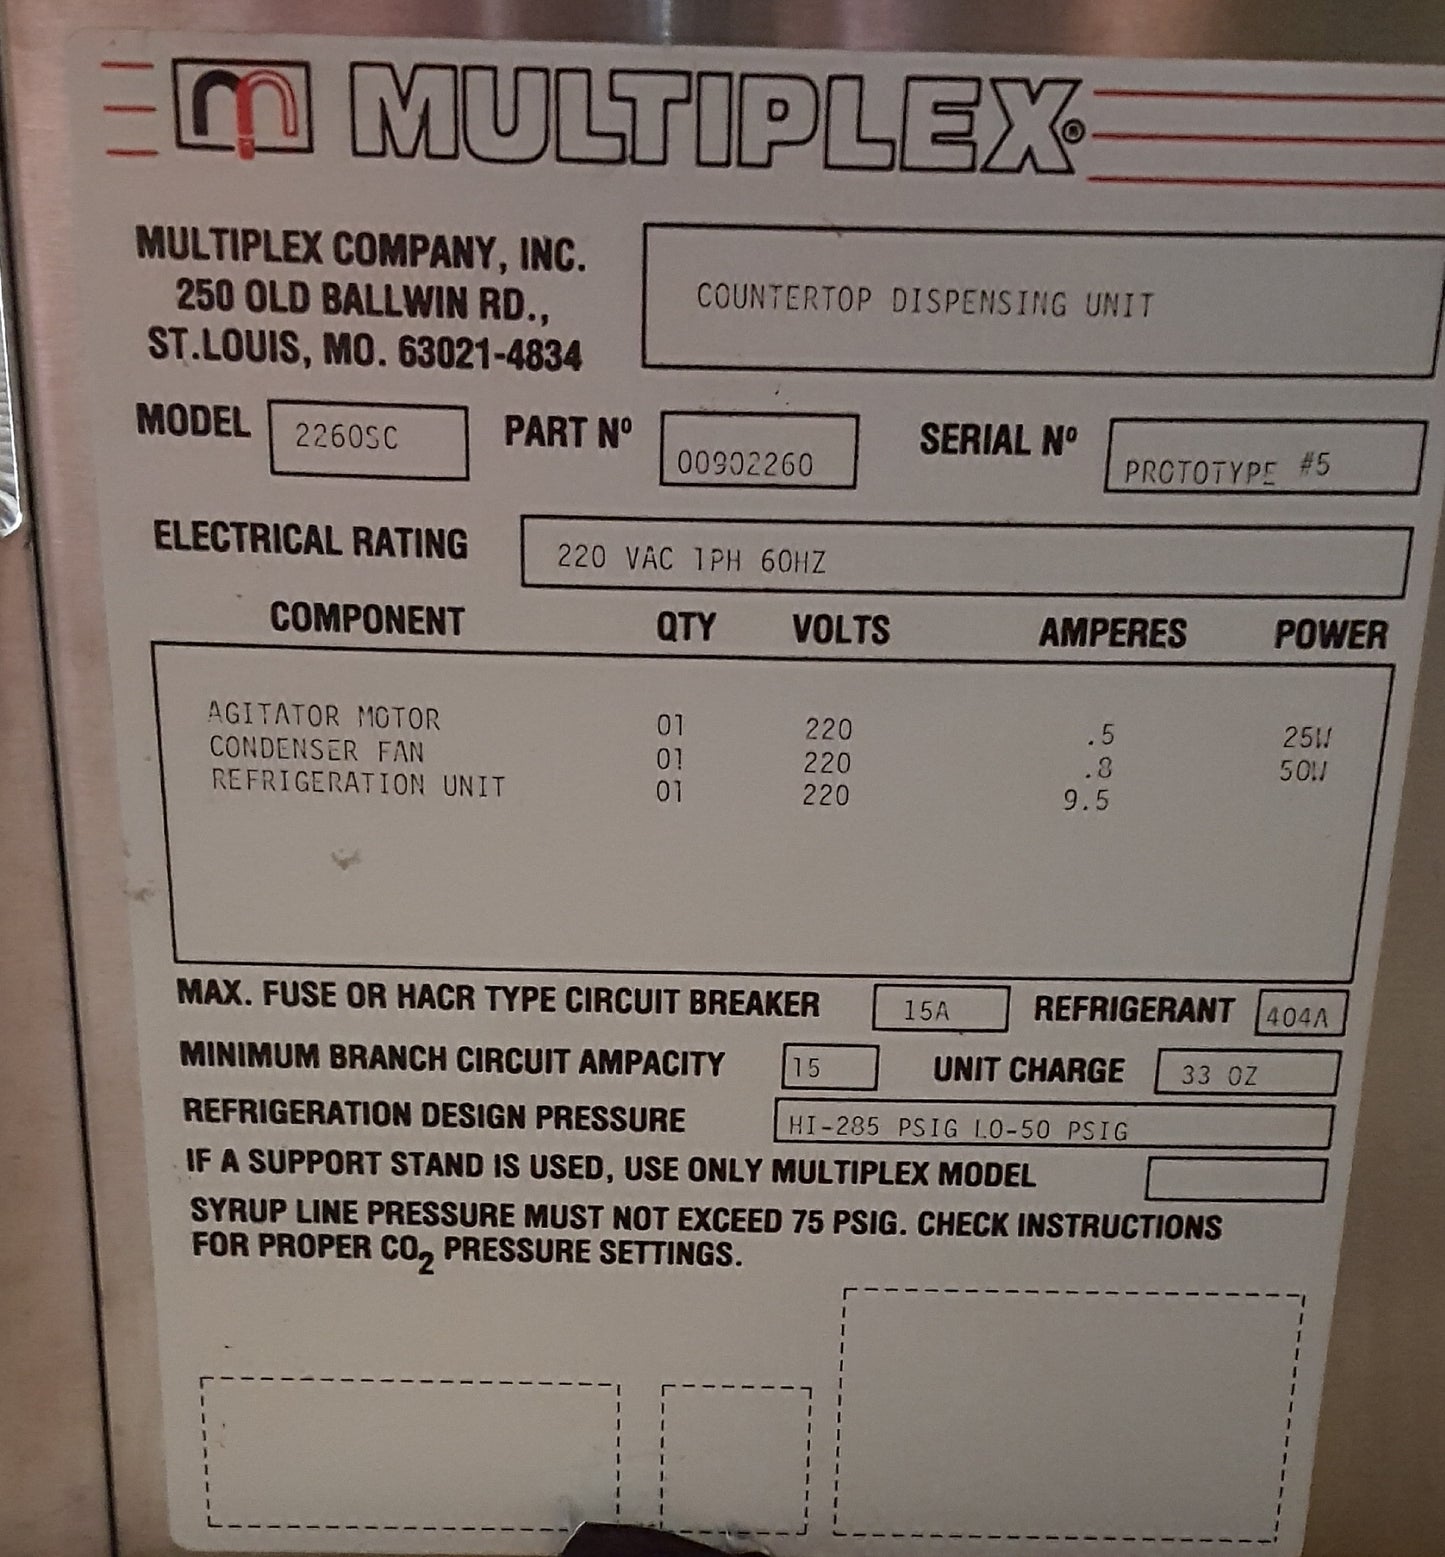 MULTIPLEX®
MULTIPLEX COMPANY, INC.
250 OLD BALLWIN RD.,
ST.LOUIS, MO. 63021-4834
COUNTERTOP DISPENSING UNIT
MODEL 2260SC PART Nº 00902260 SERIAL Nº PROTOTYPE #5
ELECTRICAL RATING 220 VAC 1PH 60HZ
COMPONENT QTY VOLTS AMPERES POWER
AGITATOR MOTOR 01 220 .5 25W
CONDENSER FAN 01 220 .8 50W
REFRIGERATION UNIT 01 220 9.5
MAX. FUSE OR HACR TYPE CIRCUIT BREAKER 15A REFRIGERANT 404A
MINIMUM BRANCH CIRCUIT AMPACITY 15 UNIT CHARGE 33 OZ
REFRIGERATION DESIGN PRESSURE HI-285 PSIG LO-50 PSIG
IF A SUPPORT STAND IS USED, USE ONLY MULTIPLEX MODEL
SYRUP LINE PRESSURE MUST NOT EXCEED 75 PSIG. CHECK INSTRUCTIONS
FOR PROPER CO₂ PRESSURE SETTINGS.